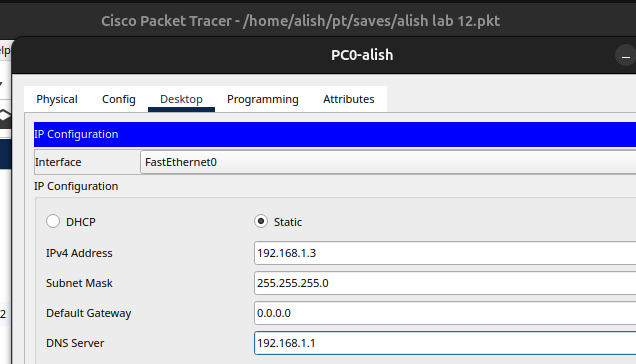 Cisco Packet Tracer - /home/alish/pt/saves/alish lab 12.pkt
PC0-alish
Physical Config Desktop Programming Attributes
IP Configuration
Interface FastEthernet0
IP Configuration
DHCP Static
IPv4 Address 192.168.1.3
Subnet Mask 255.255.255.0
Default Gateway 0.0.0.0
2
DNS Server 192.168.1.1